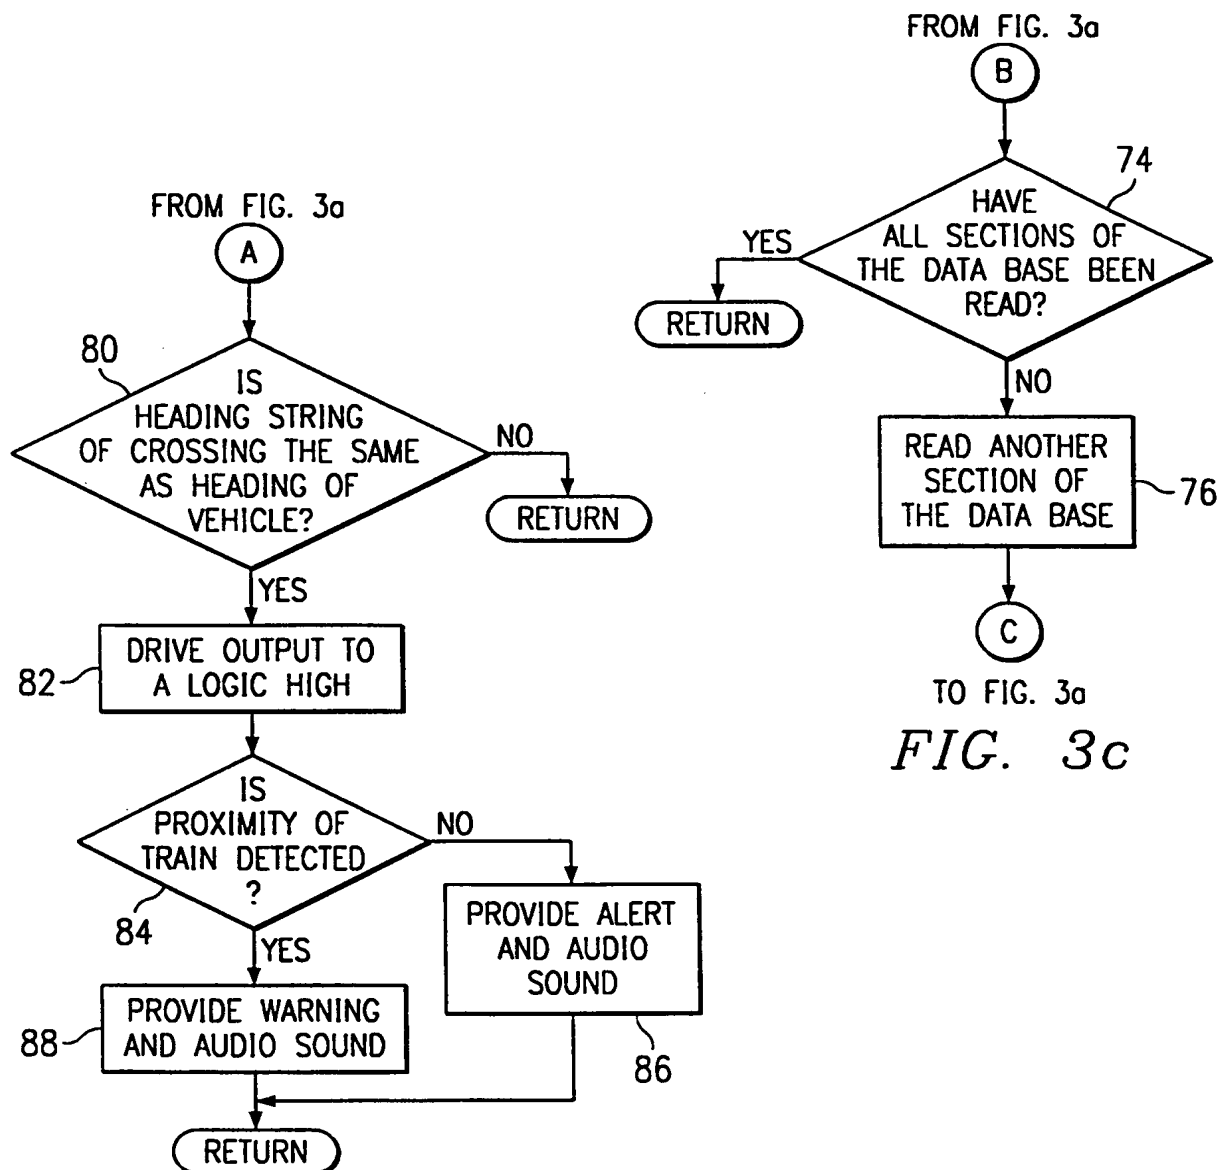 FROM FIG. 3a
A
80
IS
HEADING STRING
OF CROSSING THE SAME
AS HEADING OF
VEHICLE?
NO
RETURN
YES
82
DRIVE OUTPUT TO
A LOGIC HIGH
IS
PROXIMITY OF
TRAIN DETECTED
?
84
NO
YES
PROVIDE ALERT
AND AUDIO
SOUND
86
88
PROVIDE WARNING
AND AUDIO SOUND
RETURN
FROM FIG. 3a
B
74
HAVE
ALL SECTIONS OF
THE DATA BASE BEEN
READ?
YES
RETURN
NO
READ ANOTHER
SECTION OF
THE DATA BASE
76
C
TO FIG. 3a
FIG. 3c